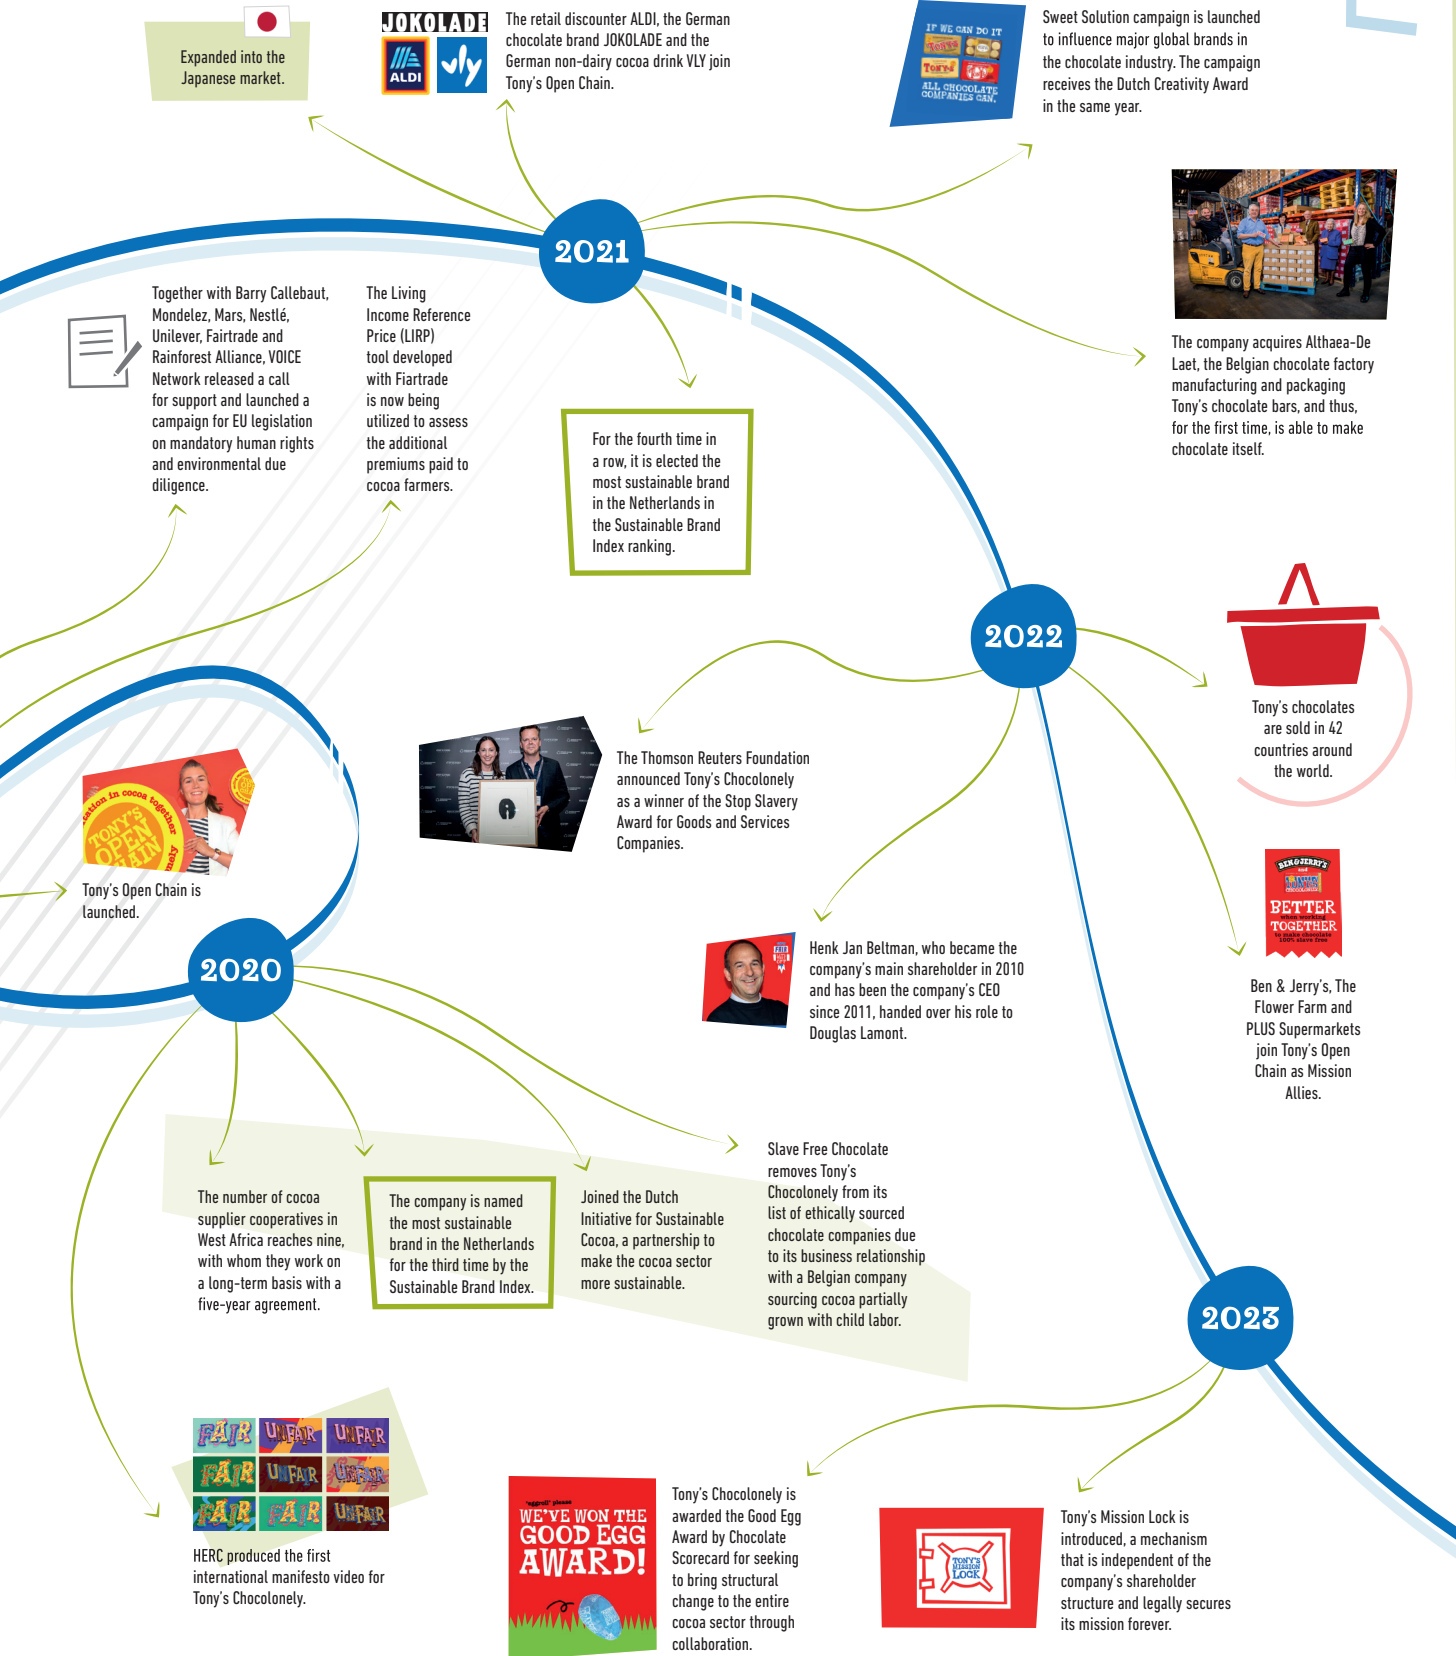 Expanded into the
Japanese market.
JOKOLADE
ALDI
vly
The retail discounter ALDI, the German
chocolate brand JOKOLADE and the
German non-dairy cocoa drink VLY join
Tony's Open Chain.
IF WE CAN DO IT
ALL CHOCOLATE
COMPANIES CAN.
Sweet Solution campaign is launched
to influence major global brands in
the chocolate industry. The campaign
receives the Dutch Creativity Award
in the same year.
2021
The company acquires Althaea-De
Laet, the Belgian chocolate factory
manufacturing and packaging
Tony's chocolate bars, and thus,
for the first time, is able to make
chocolate itself.
Together with Barry Callebaut,
Mondelez, Mars, Nestlé,
Unilever, Fairtrade and
Rainforest Alliance, VOICE
Network released a call
for support and launched a
campaign for EU legislation
on mandatory human rights
and environmental due
diligence.
The Living
Income Reference
Price (LIRP)
tool developed
with Fiartrade
is now being
utilized to assess
the additional
premiums paid to
cocoa farmers.
For the fourth time in
a row, it is elected the
most sustainable brand
in the Netherlands in
the Sustainable Brand
Index ranking.
2022
Tony's chocolates
are sold in 42
countries around
the world.
The Thomson Reuters Foundation
announced Tony's Chocolonely
as a winner of the Stop Slavery
Award for Goods and Services
Companies.
Henk Jan Beltman, who became the
company's main shareholder in 2010
and has been the company's CEO
since 2011, handed over his role to
Douglas Lamont.
BEN & JERRY'S
and
TONY'S
CHOCOLONELY
BETTER
when working
TOGETHER
to make chocolate
100% slave free
Ben & Jerry's, The
Flower Farm and
PLUS Supermarkets
join Tony's Open
Chain as Mission
Allies.
in cocoa together
TONY'S
OPEN
Tony's Open Chain is
launched.
2020
The number of cocoa
supplier cooperatives in
West Africa reaches nine,
with whom they work on
a long-term basis with a
five-year agreement.
The company is named
the most sustainable
brand in the Netherlands
for the third time by the
Sustainable Brand Index.
Joined the Dutch
Initiative for Sustainable
Cocoa, a partnership to
make the cocoa sector
more sustainable.
Slave Free Chocolate
removes Tony's
Chocolonely from its
list of ethically sourced
chocolate companies due
to its business relationship
with a Belgian company
sourcing cocoa partially
grown with child labor.
2023
FAIR UNFAIR UNFAIR
FAIR UNFAIR UNFAIR
FAIR FAIR UNFAIR
HERC produced the first
international manifesto video for
Tony's Chocolonely.
"eggroll" please
WE'VE WON THE
GOOD EGG
AWARD!
Tony's Chocolonely is
awarded the Good Egg
Award by Chocolate
Scorecard for seeking
to bring structural
change to the entire
cocoa sector through
collaboration.
TONY'S
MISSION
LOCK
Tony's Mission Lock is
introduced, a mechanism
that is independent of the
company's shareholder
structure and legally secures
its mission forever.